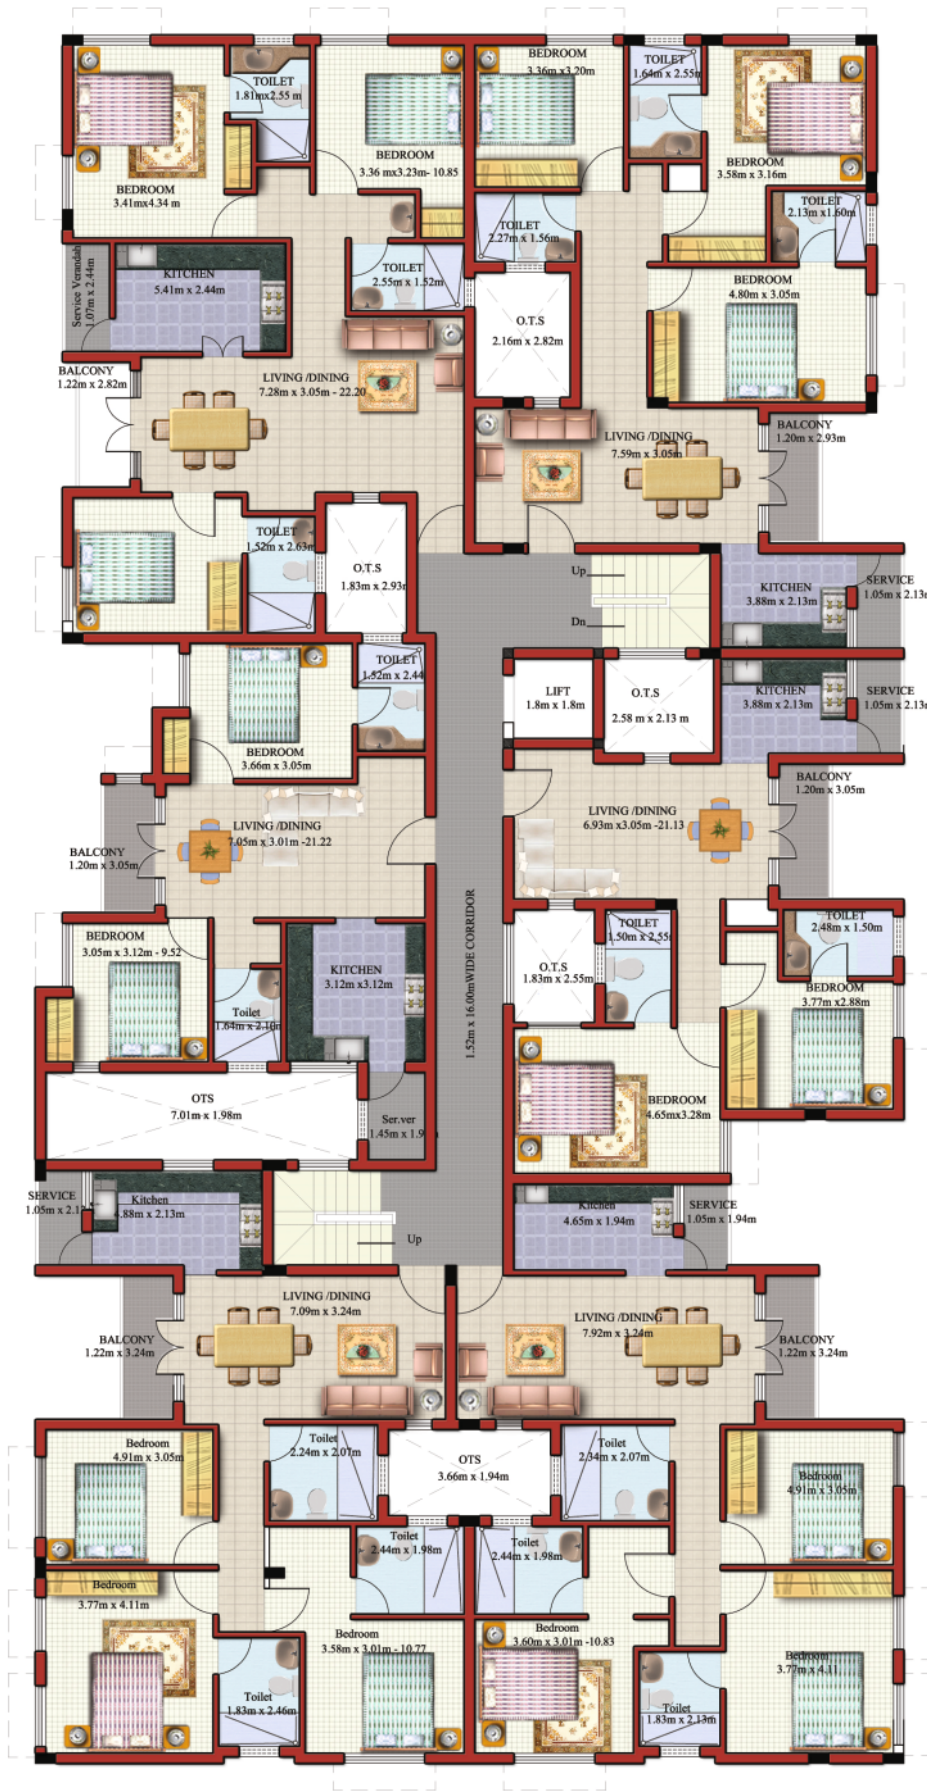 BEDROOM
3.36m x3.20m
TOILET
1.64m x 2.55m
TOILET
1.81mx2.55 m
BEDROOM
3.36 mx3.23m- 10.85
BEDROOM
3.58m x 3.16m
BEDROOM
3.41mx4.34 m
TOILET
2.13m x1.60m
TOILET
2.27m x 1.56m
Service Verandah
1.07m x 2.44m
KITCHEN
5.41m x 2.44m
TOILET
2.55m x 1.52m
BEDROOM
4.80m x 3.05m
O.T.S
2.16m x 2.82m
BALCONY
1.22m x 2.82m
LIVING /DINING
7.28m x 3.05m - 22.20
BALCONY
1.20m x 2.93m
LIVING /DINING
7.59m x 3.05m
TOILET
1.52m x 2.63m
O.T.S
1.83m x 2.93m
Up
Dn
KITCHEN
3.88m x 2.13m
SERVICE
1.05m x 2.13m
TOILET
1.52m x 2.44
LIFT
1.8m x 1.8m
O.T.S
2.58 m x 2.13 m
KITCHEN
3.88m x 2.13m
SERVICE
1.05m x 2.13m
BEDROOM
3.66m x 3.05m
BALCONY
1.20m x 3.05m
LIVING /DINING
6.93m x3.05m -21.13
LIVING /DINING
7.05m x 3.01m -21.22
BALCONY
1.20m x 3.05m
1.52m x 16.00mWIDE CORRIDOR
TOILET
1.50m x 2.55m
TOILET
2.48m x 1.50m
BEDROOM
3.05m x 3.12m - 9.52
KITCHEN
3.12m x3.12m
O.T.S
1.83m x 2.55m
BEDROOM
3.77m x2.88m
Toilet
1.64m x 2.10m
OTS
7.01m x 1.98m
Ser.ver
BEDROOM
4.65mx3.28m
SERVICE
Kitchen
4.88m x 2.13m
Kitchen
4.65m x 1.94m
SERVICE
1.05m x 1.94m
Up
LIVING /DINING
7.09m x 3.24m
LIVING /DINING
7.92m x 3.24m
BALCONY
1.22m x 3.24m
BALCONY
1.22m x 3.24m
Bedroom
4.91m x 3.05m
Toilet
2.24m x 2.07m
OTS
3.66m x 1.94m
Toilet
2.34m x 2.07m
Bedroom
4.91m x 3.05m
Toilet
2.44m x 1.98m
Toilet
2.44m x 1.98m
Bedroom
3.77m x 4.11m
Bedroom
3.58m x 3.01m - 10.77
Bedroom
3.60m x 3.01m -10.83
Bedroom
3.77m x 4.11
Toilet
1.83m x 2.46m
Toilet
1.83m x 2.13m